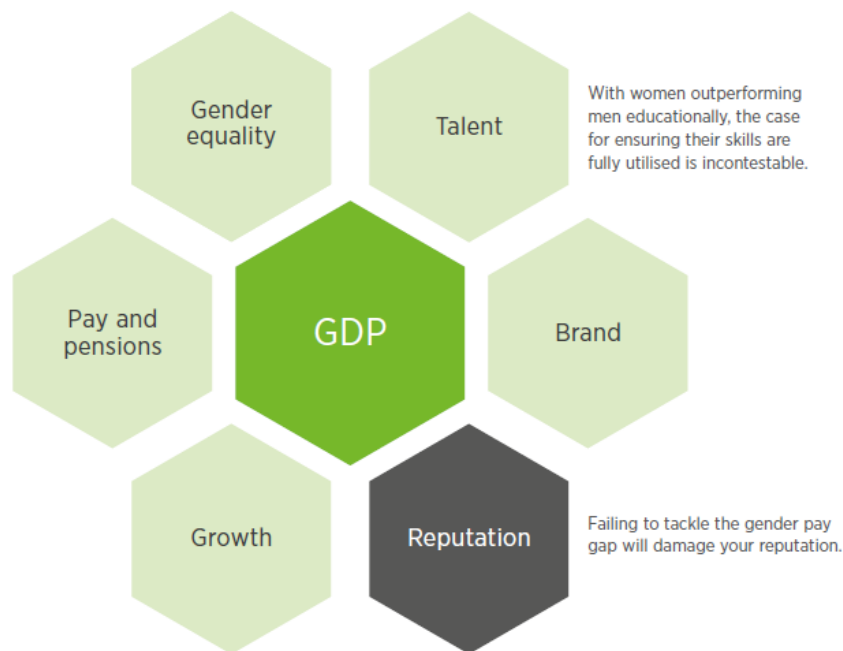 Gender
equality
Talent
With women outperforming
men educationally, the case
for ensuring their skills are
fully utilised is incontestable.
Pay and
pensions
GDP
Brand
Growth
Reputation
Failing to tackle the gender pay
gap will damage your reputation.